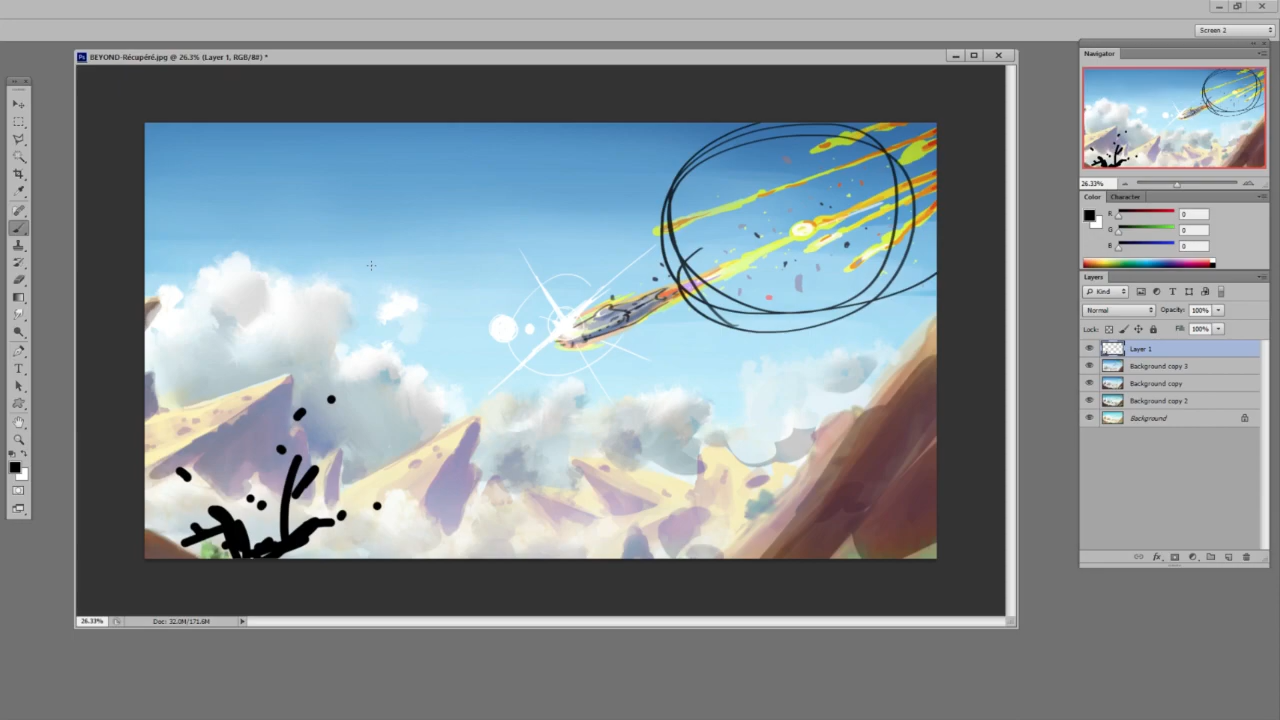 Screen 2
Ps BEYOND-Récupéré.jpg @ 26.3% (Layer 1, RGB/8#) *
Navigator
26.33%
Color Character
R 0
G 0
B 0
Layers
Kind
Normal Opacity: 100%
Lock: Fill: 100%
Layer 1
Background copy 3
Background copy
Background copy 2
Background
fx
T
26.33% Doc: 32.0M/171.6M